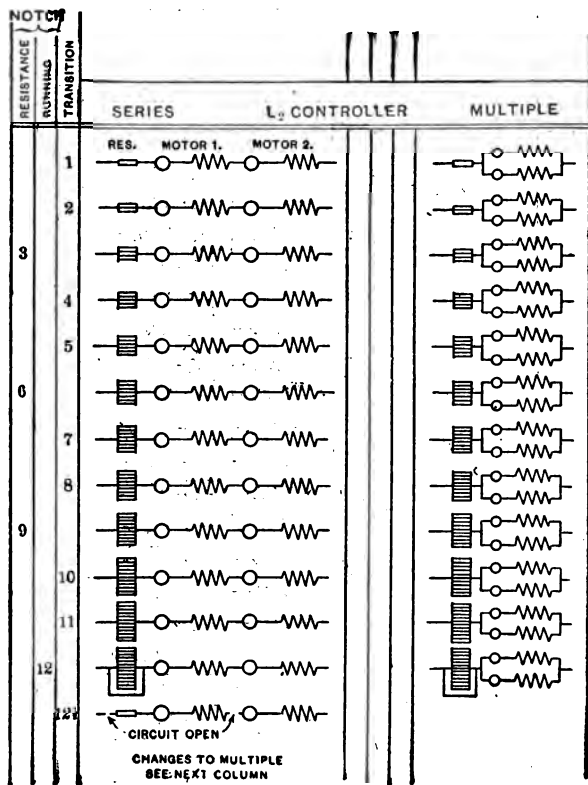 NOTCH
RESISTANCE
RUNNING
TRANSITION
SERIES L₂ CONTROLLER MULTIPLE
RES. MOTOR 1. MOTOR 2.
1
2
3
4
5
6
7
8
9
10
11
12
12½
CIRCUIT OPEN
CHANGES TO MULTIPLE
SEE NEXT COLUMN